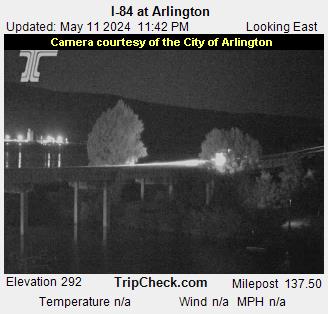 I-84 at Arlington
Updated: May 11 2024 11:42 PM Looking East
Camera courtesy of the City of Arlington
Elevation 292 TripCheck.com Milepost 137.50
Temperature n/a Wind n/a MPH n/a